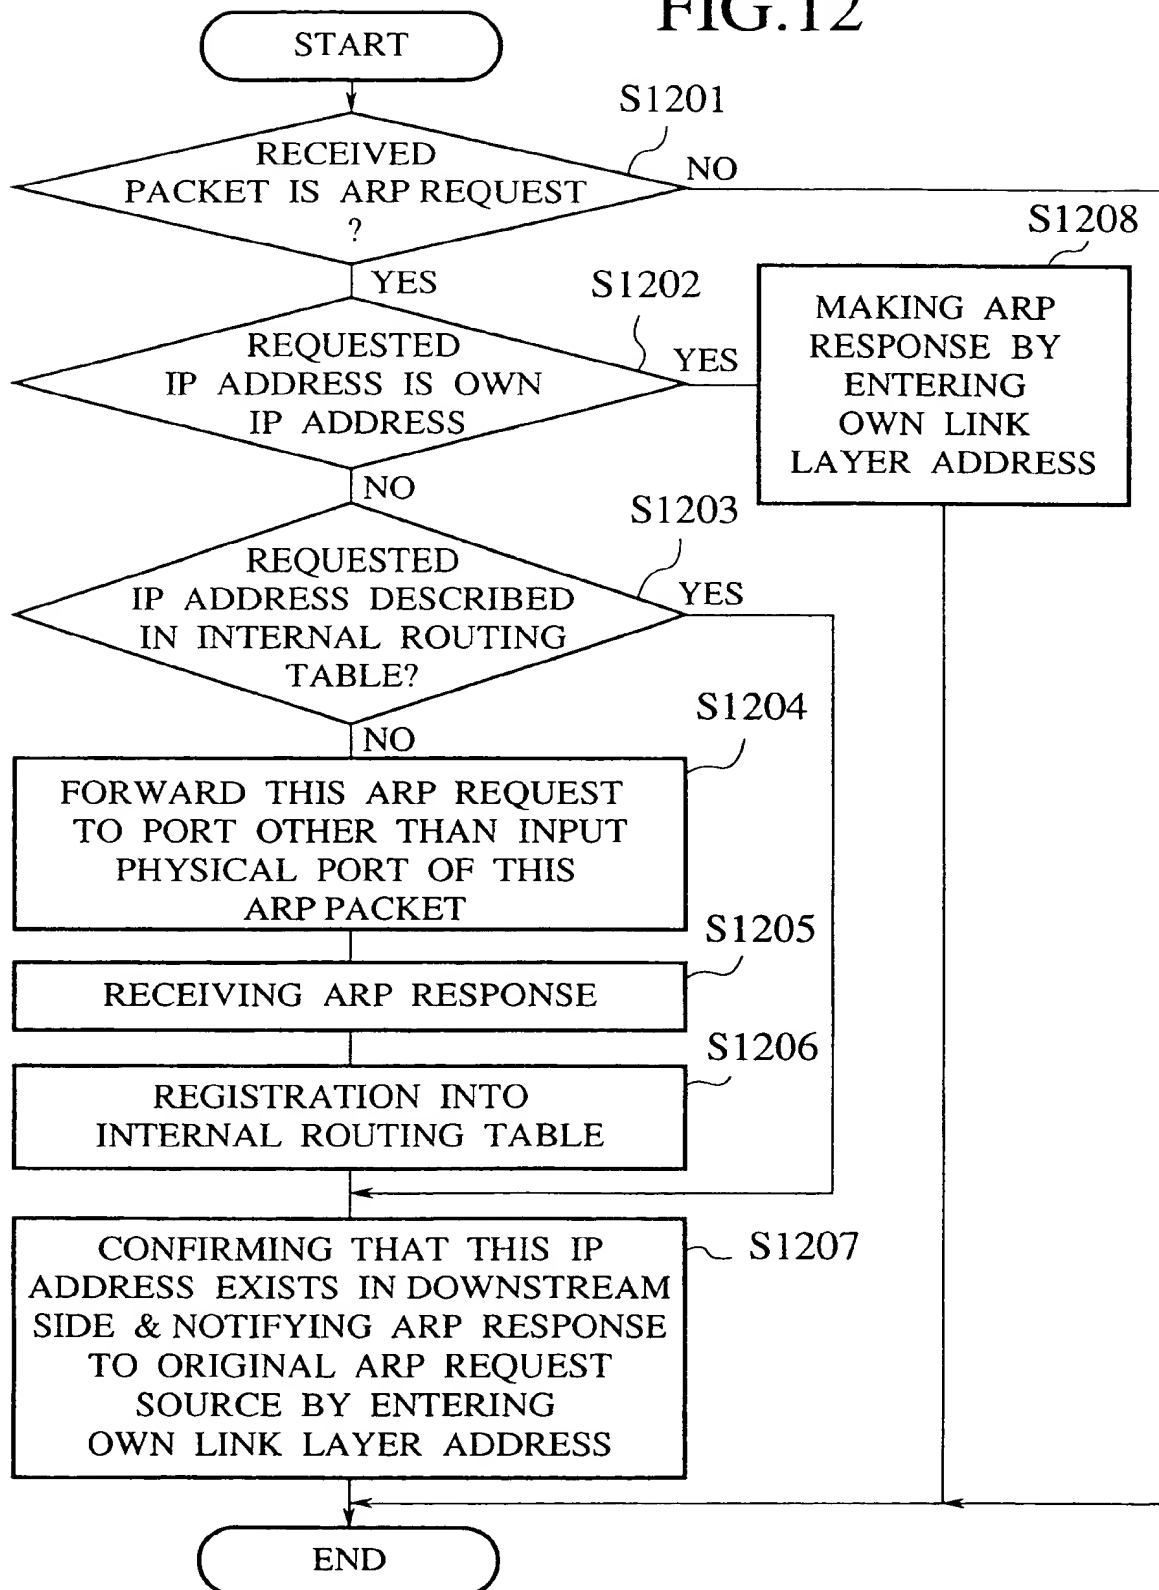 FIG.12
START
S1201
RECEIVED
PACKET IS ARP REQUEST
?
NO
YES
S1202
REQUESTED
IP ADDRESS IS OWN
IP ADDRESS
YES
S1208
MAKING ARP
RESPONSE BY
ENTERING
OWN LINK
LAYER ADDRESS
NO
S1203
REQUESTED
IP ADDRESS DESCRIBED
IN INTERNAL ROUTING
TABLE?
YES
NO
S1204
FORWARD THIS ARP REQUEST
TO PORT OTHER THAN INPUT
PHYSICAL PORT OF THIS
ARP PACKET
S1205
RECEIVING ARP RESPONSE
S1206
REGISTRATION INTO
INTERNAL ROUTING TABLE
S1207
CONFIRMING THAT THIS IP
ADDRESS EXISTS IN DOWNSTREAM
SIDE & NOTIFYING ARP RESPONSE
TO ORIGINAL ARP REQUEST
SOURCE BY ENTERING
OWN LINK LAYER ADDRESS
END